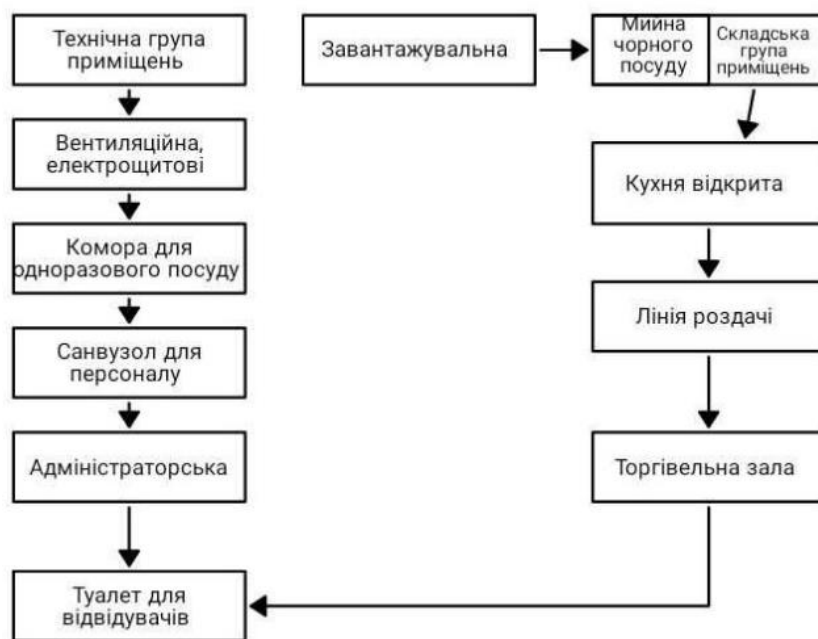 Технічна група
приміщень
Завантажувальна
Мийна
чорного
посуду
Складська
група
приміщень
Вентиляційна,
електрощитові
Кухня відкрита
Комора для
одноразового посуду
Лінія роздачі
Санвузол для
персоналу
Адміністраторська
Торгівельна зала
Туалет для
відвідувачів